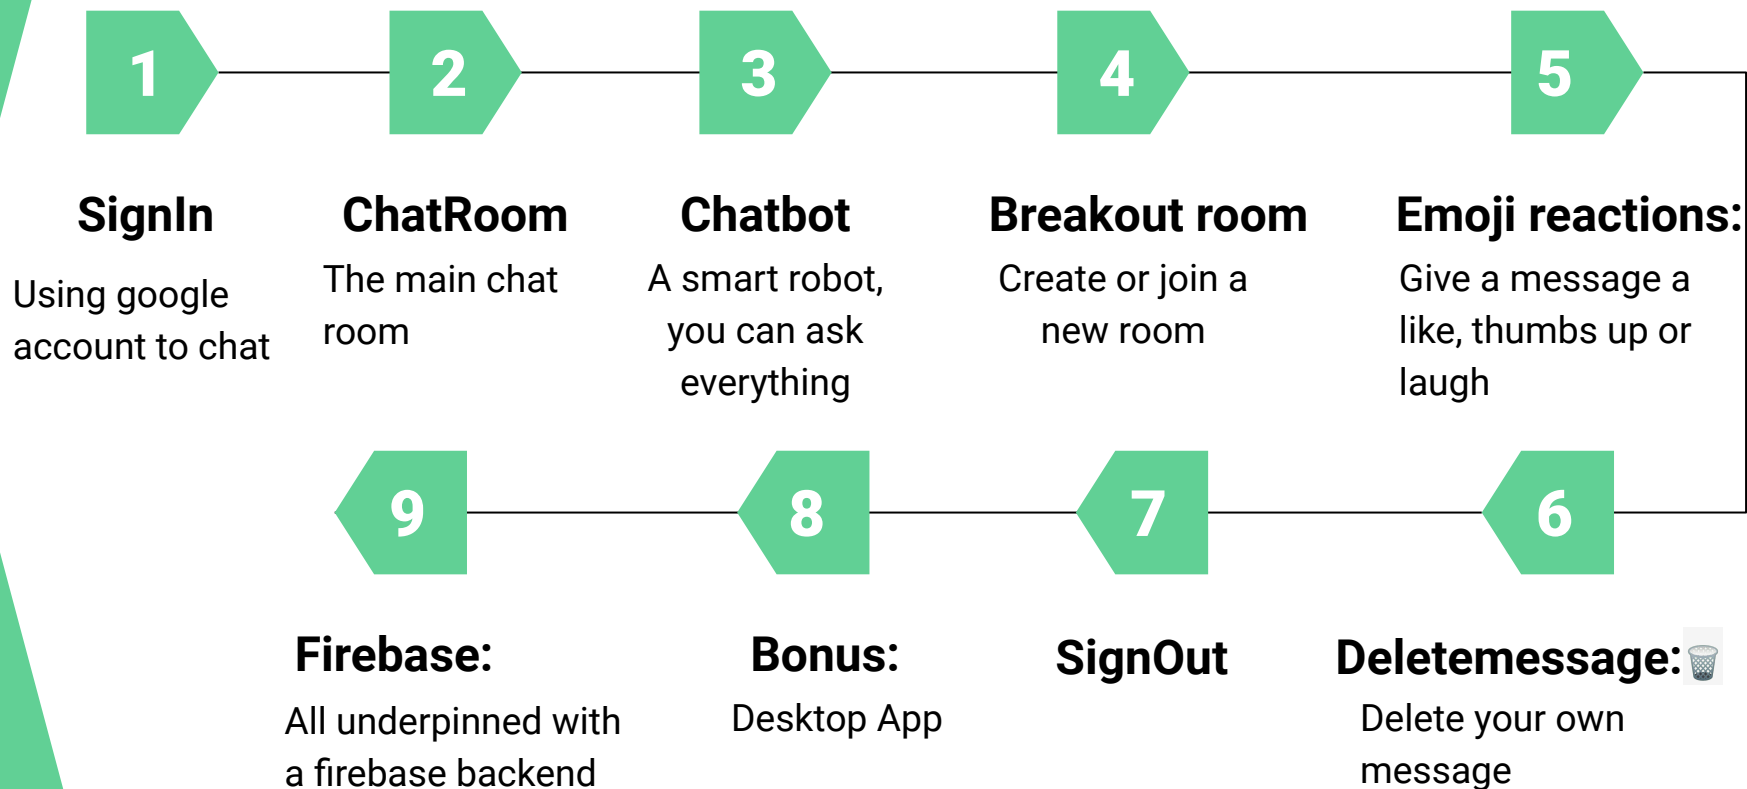 1
2
3
4
5
SignIn
Using google
account to chat
ChatRoom
The main chat
room
Chatbot
A smart robot,
you can ask
everything
Breakout room
Create or join a
new room
Emoji reactions:
Give a message a
like, thumbs up or
laugh
6
7
8
9
Deletemessage:🗑️
Delete your own
message
SignOut
Bonus:
Desktop App
Firebase:
All underpinned with
a firebase backend